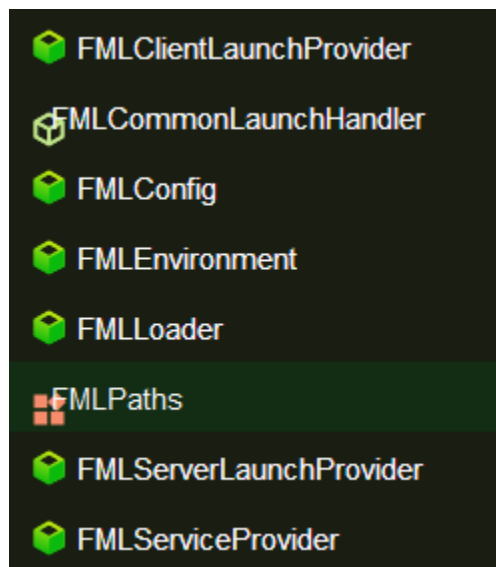 FMLClientLaunchProvider
FMLCommonLaunchHandler
FMLConfig
FMLEnvironment
FMLLoader
FMLPaths
FMLServerLaunchProvider
FMLServiceProvider